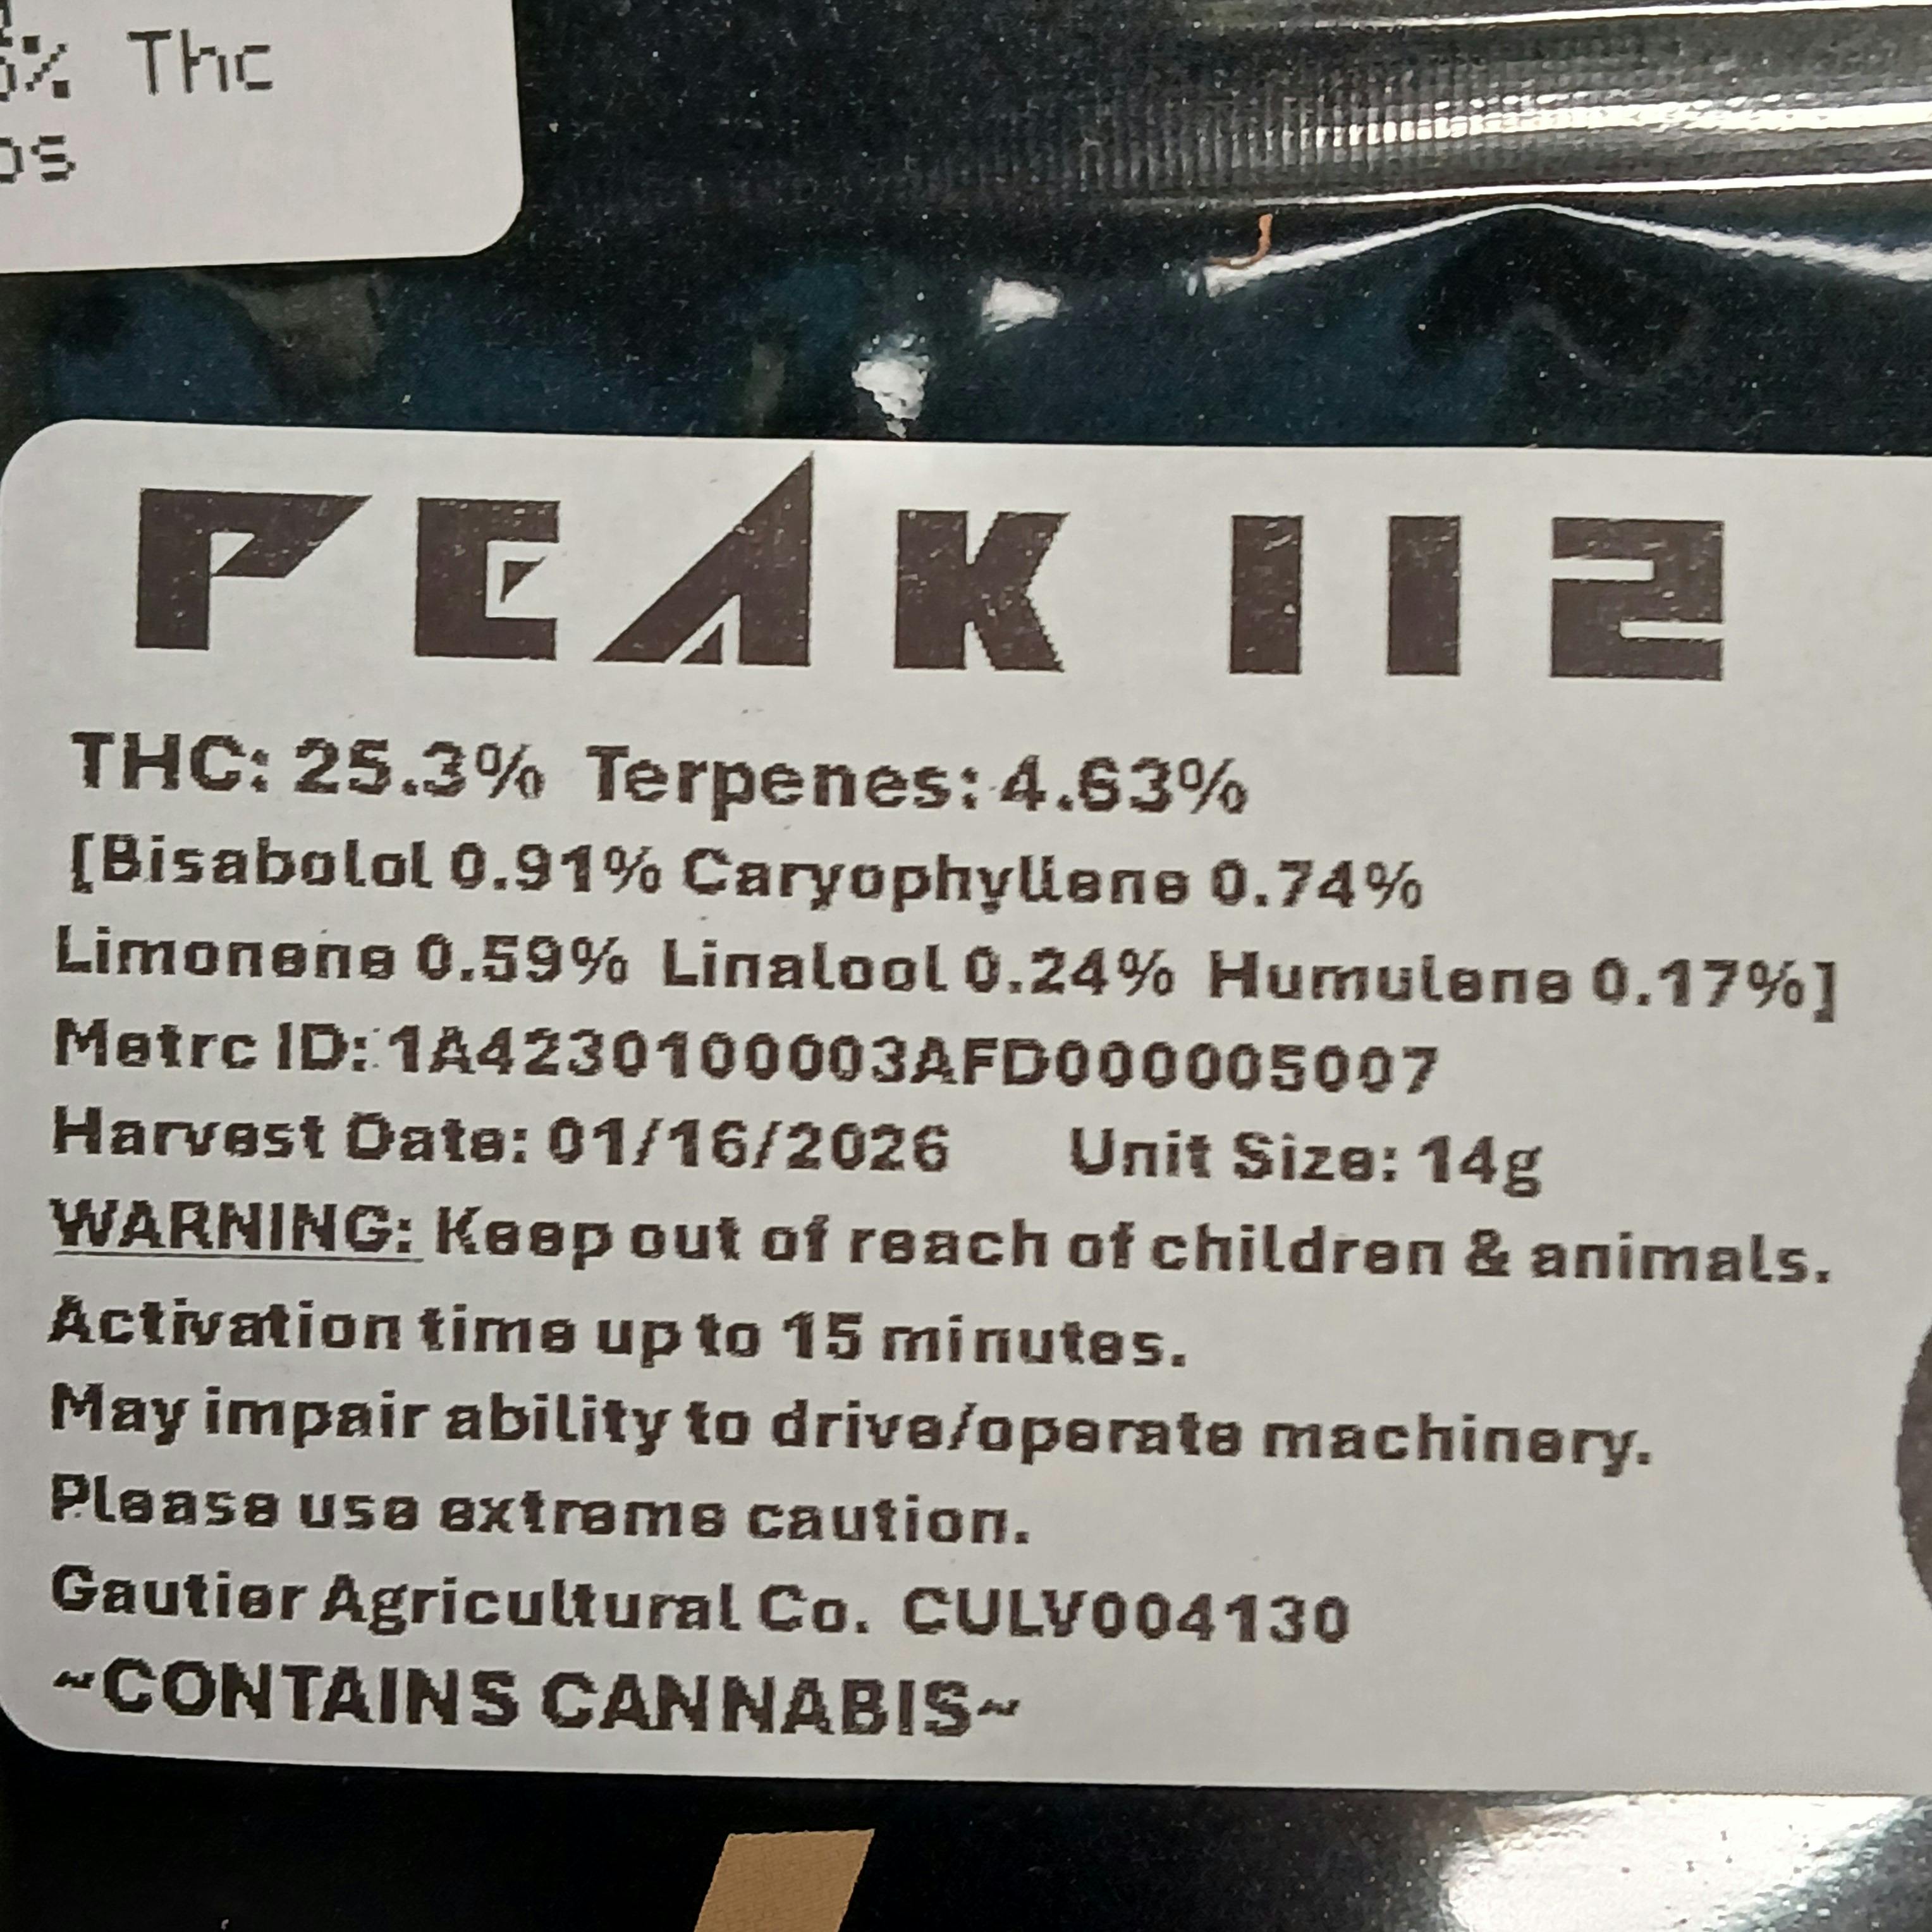 % Thc
PEAK 112
THC: 25.3% Terpenes: 4.63%
[Bisabolol 0.91% Caryophyllene 0.74%
Limonene 0.59% Linalool 0.24% Humulene 0.17%]
Metrc ID: 1A4230100003AFD000005007
Harvest Date: 01/16/2026 Unit Size: 14g
WARNING: Keep out of reach of children & animals.
Activation time up to 15 minutes.
May impair ability to drive/operate machinery.
Please use extreme caution.
Gautier Agricultural Co. CULV004130
~CONTAINS CANNABIS~